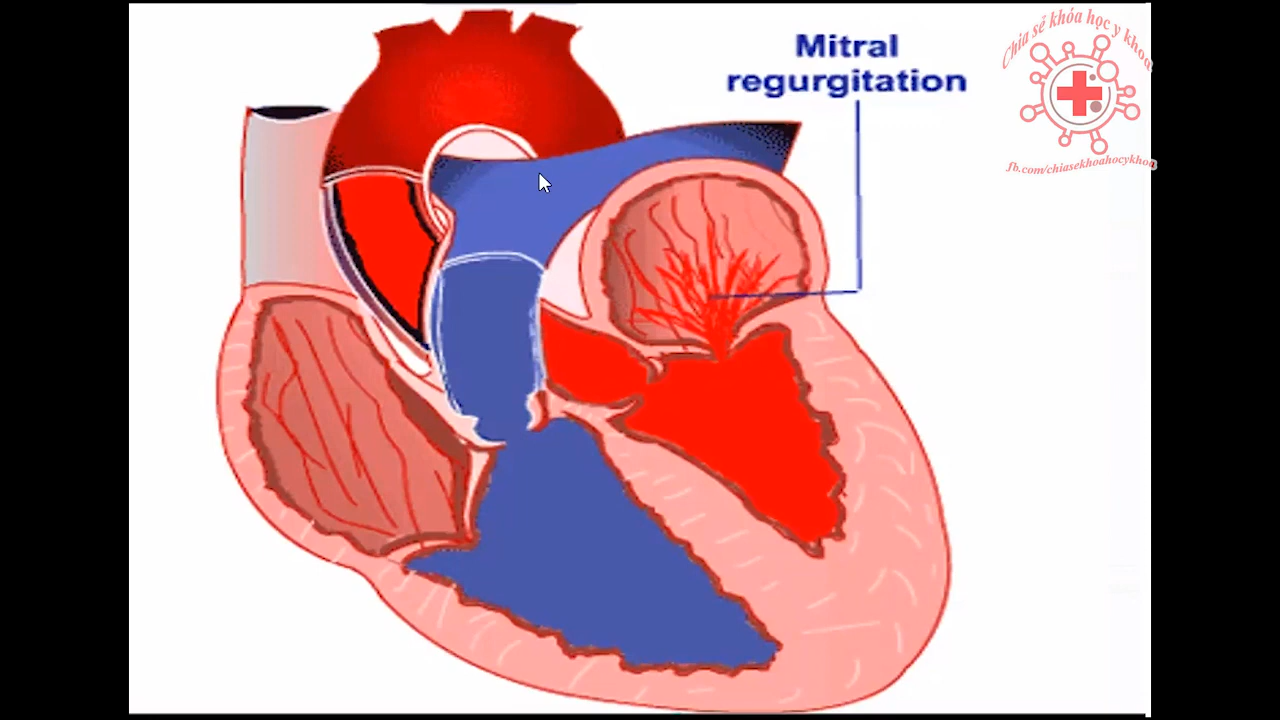 Mitral
regurgitation
Chia sẻ khóa học y khoa
fb.com/chiasekhoahocykhoa